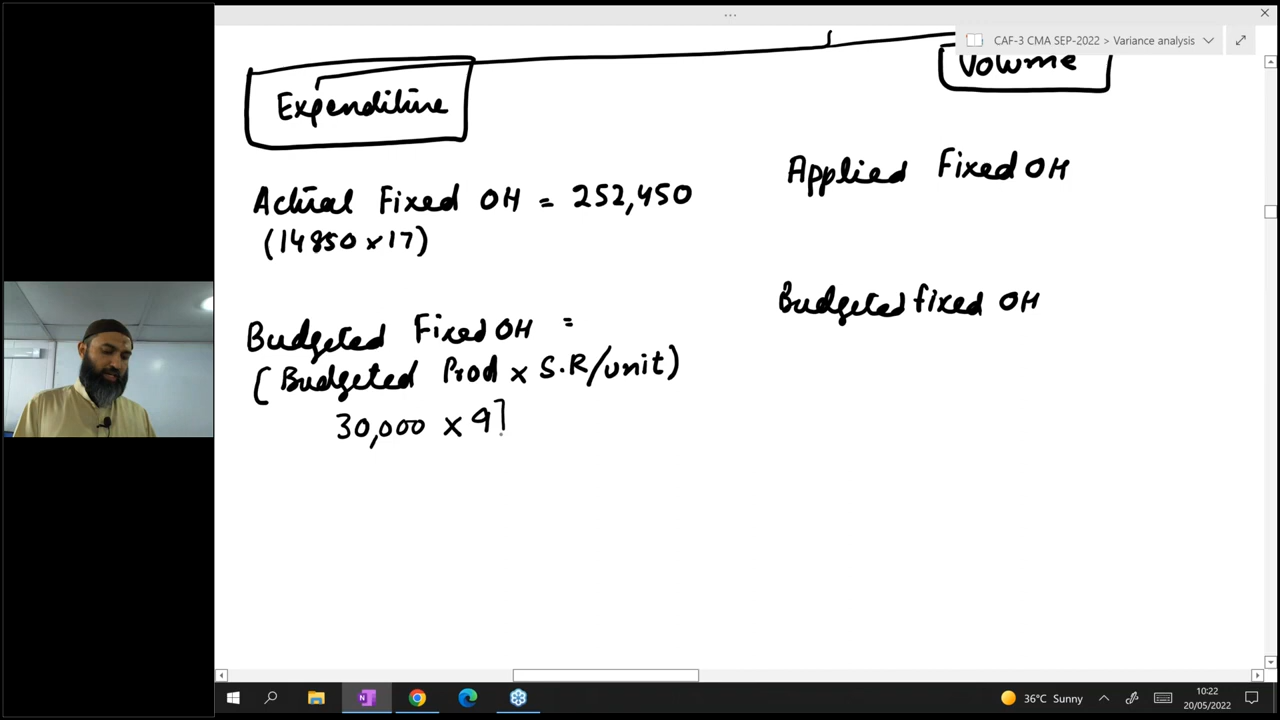 CAF-3 CMA SEP-2022 > Variance analysis
Volume
Expenditure
Actual Fixed OH = 252,450
(14850 x 17)
Budgeted Fixed OH =
(Budgeted Prod x S.R/unit)
30,000 x 9
Applied Fixed OH
Budgeted fixed OH
36°C Sunny
10:22
20/05/2022